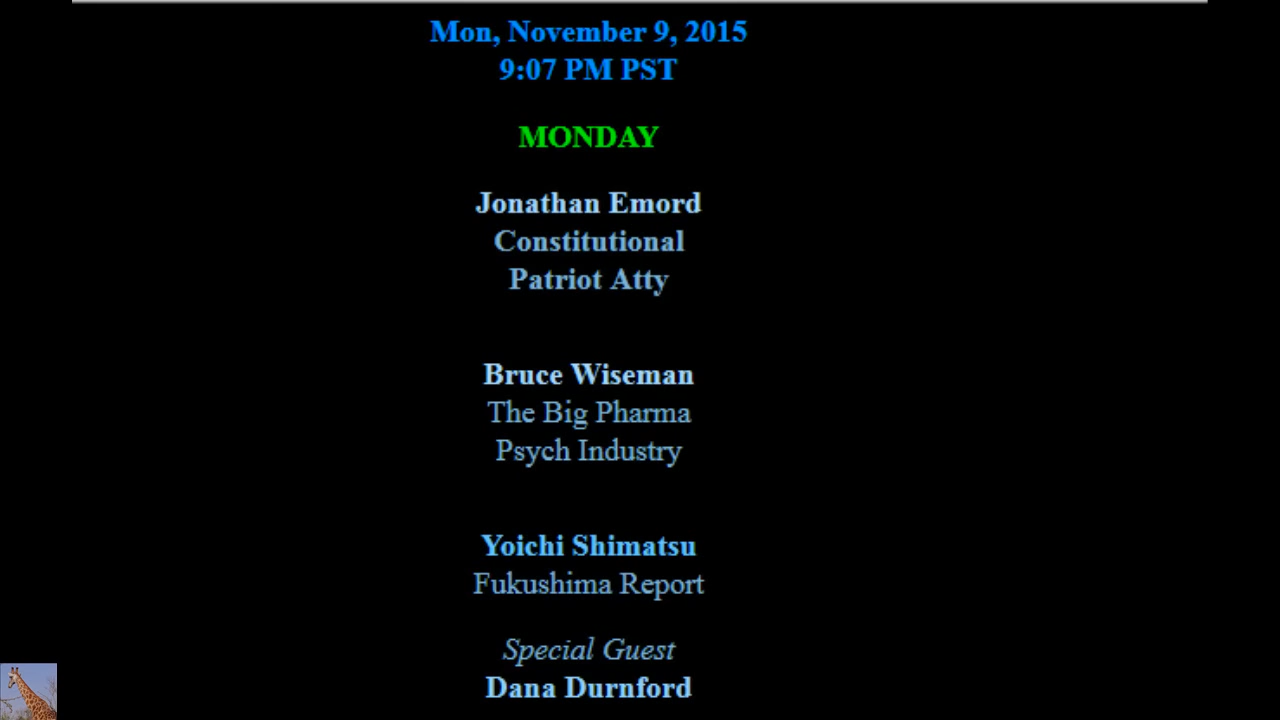 Mon, November 9, 2015
9:07 PM PST
MONDAY
Jonathan Emord
Constitutional
Patriot Atty
Bruce Wiseman
The Big Pharma
Psych Industry
Yoichi Shimatsu
Fukushima Report
Special Guest
Dana Durnford